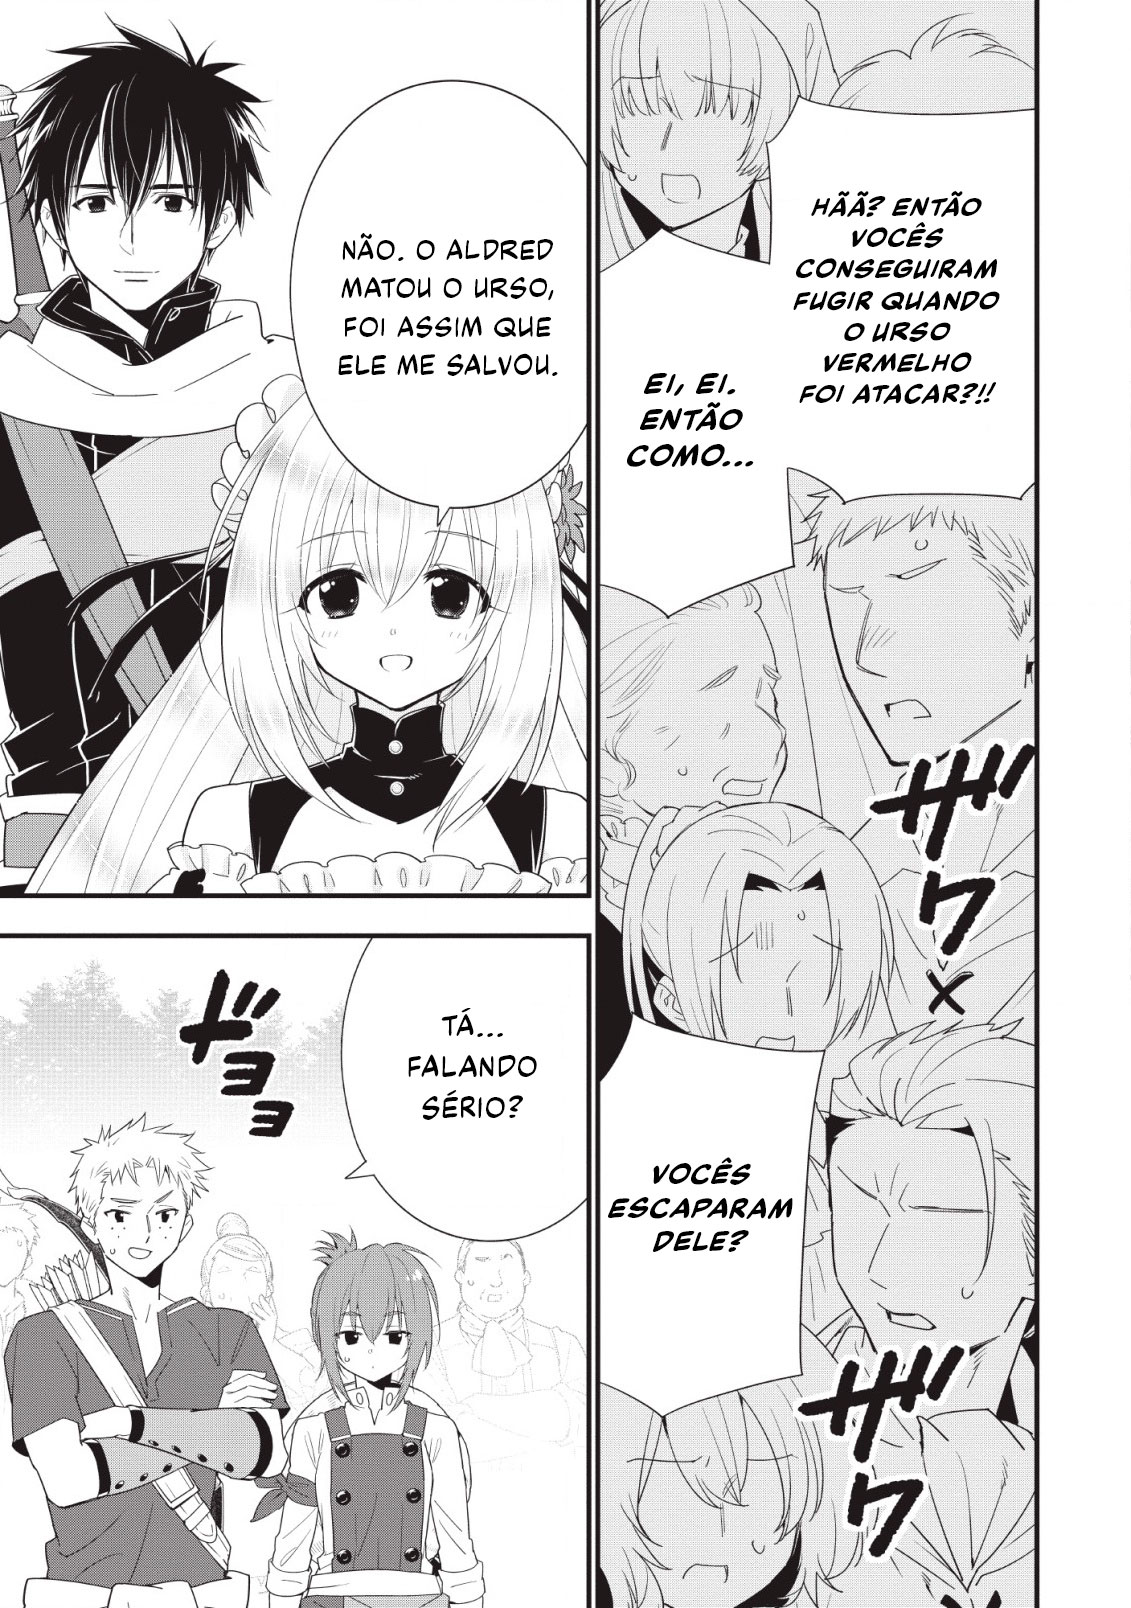 HÃÃ? ENTÃO
VOCÊS
CONSEGUIRAM
FUGIR QUANDO
O URSO
VERMELHO
FOI ATACAR?!!
EI, EI.
ENTÃO
COMO...
ザワ
VOCÊS
ESCAPARAM
DELE?
ザワ
NÃO. O ALDRED
MATOU O URSO,
FOI ASSIM QUE
ELE ME SALVOU.
TÁ...
FALANDO
SÉRIO?
ドヨ